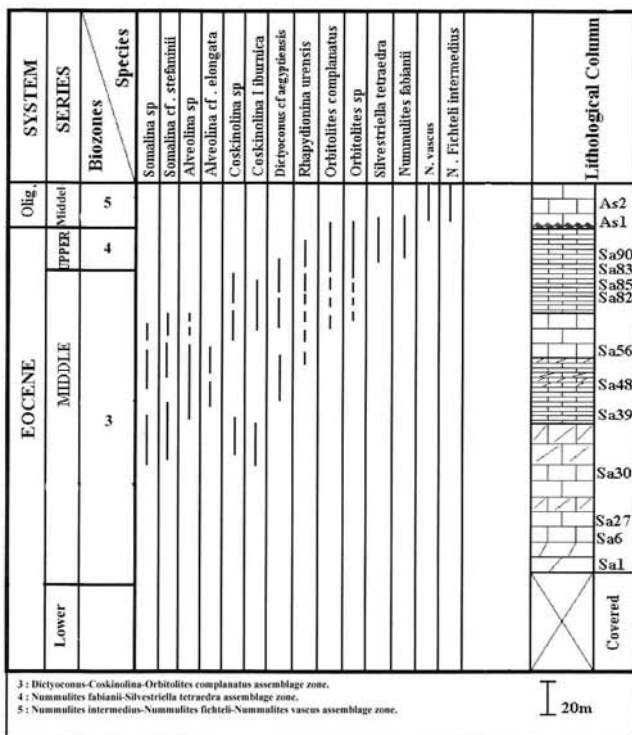 SYSTEM
SERIES
Biozones
Species
Somalina sp
Somalina cf . stefaninii
Alveolina sp
Alveolina cf . elongata
Coskinolina sp
Coskinolina l iburnica
Dictyoconus cf aegyptiensis
Rhapydionina urensis
Orbitolites complanatus
Orbitolites sp
Silvestriella tetraedra
Nummulites fabianii
N. vascus
N . Fichteli intermedius
Lithological Column
Olig.
Middel
5
As2
As1
EOCENE
UPPER
4
Sa90
Sa83
Sa85
Sa82
MIDDLE
3
Sa56
Sa48
Sa39
Sa30
Sa27
Sa6
Sa1
Lower
Covered
3 : Dictyoconus-Coskinolina-Orbitolites complanatus assemblage zone.
4 : Nummulites fabianii-Silvestriella tetraedra assemblage zone.
5 : Nummulites intermedius-Nummulites fichteli-Nummulites vascus assemblage zone.
20m